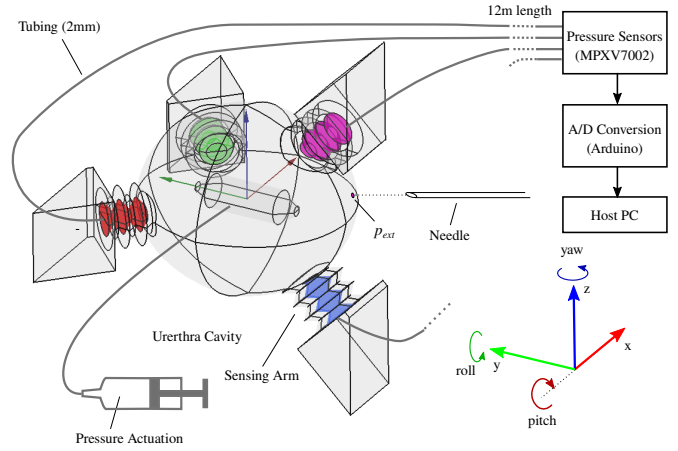 12m length
Tubing (2mm)
Pressure Sensors
(MPXV7002)
A/D Conversion
(Arduino)
Host PC
p_ext
Needle
yaw
z
x
y
roll
pitch
Urerthra Cavity
Sensing Arm
Pressure Actuation